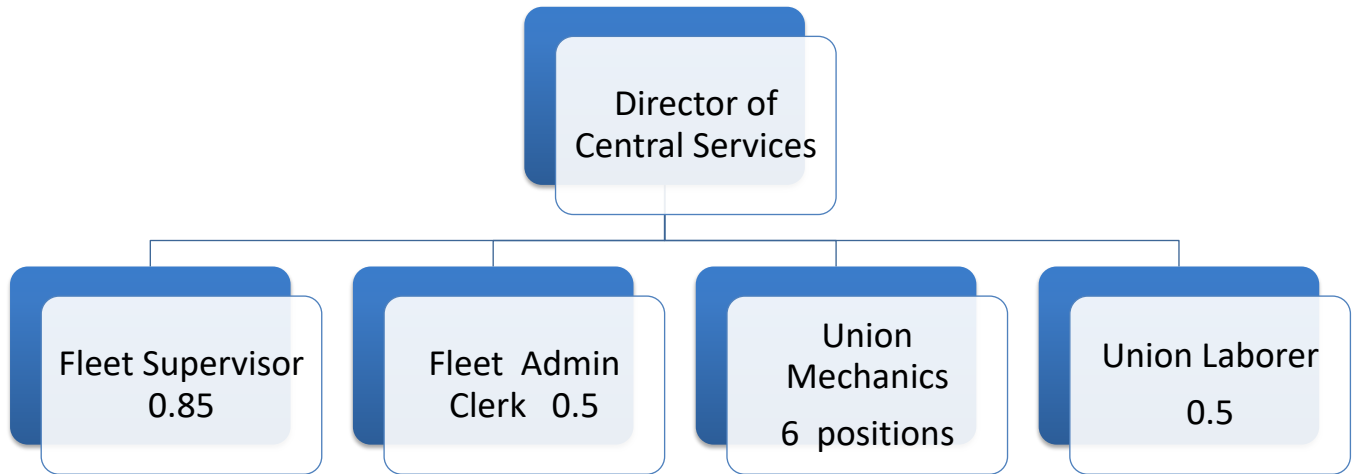 Director of
Central Services
Fleet Supervisor
0.85
Fleet Admin
Clerk 0.5
Union
Mechanics
6 positions
Union Laborer
0.5